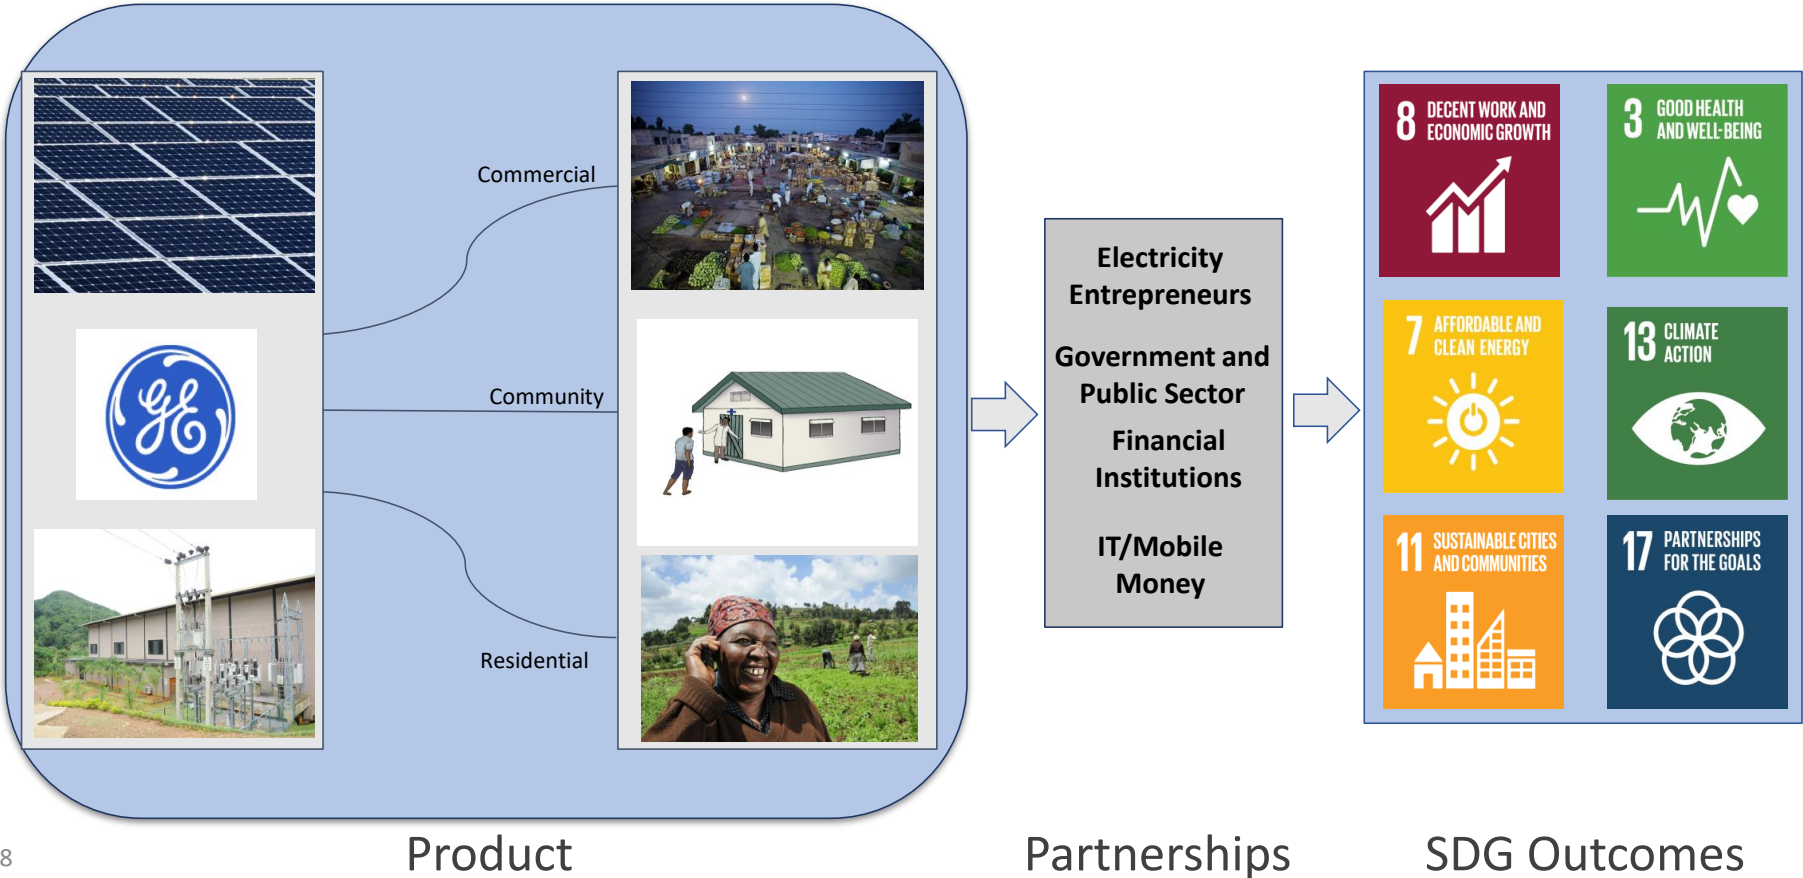 Commercial
Community
Residential
GE
Electricity
Entrepreneurs
Government and
Public Sector
Financial
Institutions
IT/Mobile
Money
8 DECENT WORK AND
ECONOMIC GROWTH
3 GOOD HEALTH
AND WELL-BEING
7 AFFORDABLE AND
CLEAN ENERGY
13 CLIMATE
ACTION
11 SUSTAINABLE CITIES
AND COMMUNITIES
17 PARTNERSHIPS
FOR THE GOALS
Product
Partnerships
SDG Outcomes
8